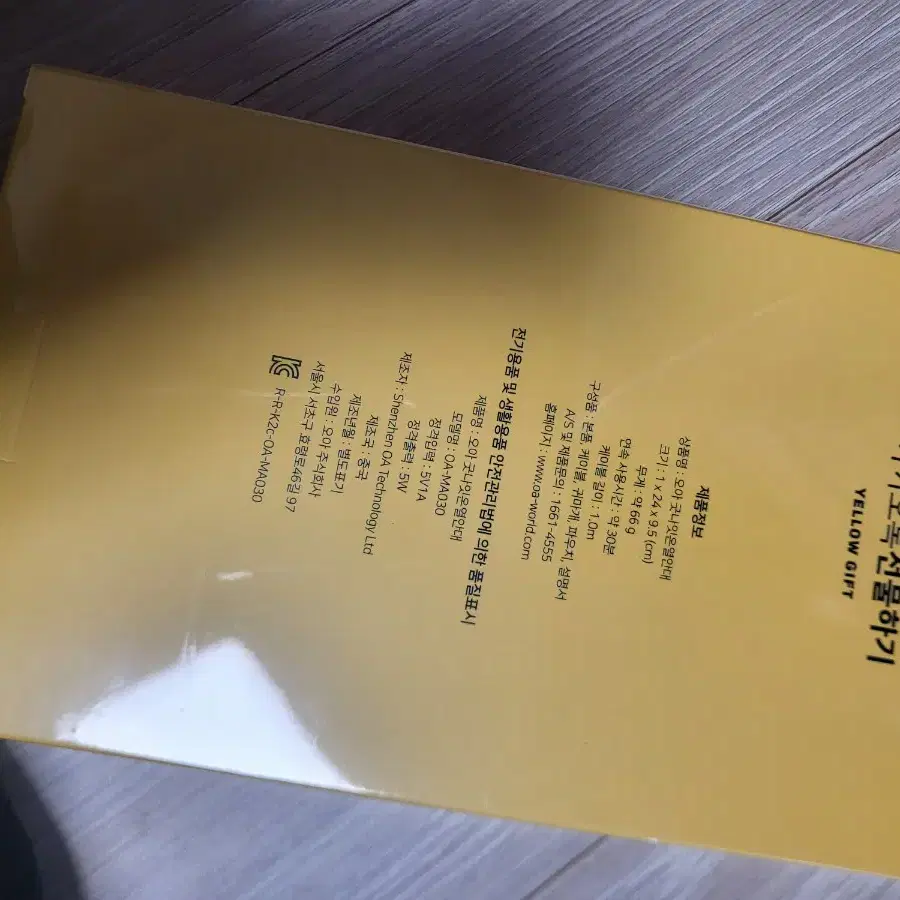 카카오톡 선물하기
YELLOW GIFT
제품정보
상품명 : 오아 굿나잇온열안대
크기 : 1 x 24 x 9.5 (cm)
무게 : 약 66 g
연속 사용시간 : 약 30분
케이블 길이 : 1.0m
구성품 : 본품, 케이블, 귀마개, 파우치, 설명서
A/S 및 제품문의 : 1661-4555
홈페이지 : www.oa-world.com
전기용품 및 생활용품 안전관리법에 의한 품질표시
제품명 : 오아 굿나잇온열안대
모델명 : OA-MA030
정격입력 : 5V1A
정격출력 : 5W
제조자 : Shenzhen OA Technology Ltd
제조국 : 중국
제조년월 : 별도표기
수입원 : 오아 주식회사
서울시 서초구 효령로46길 97
R-R-K2c-OA-MA030